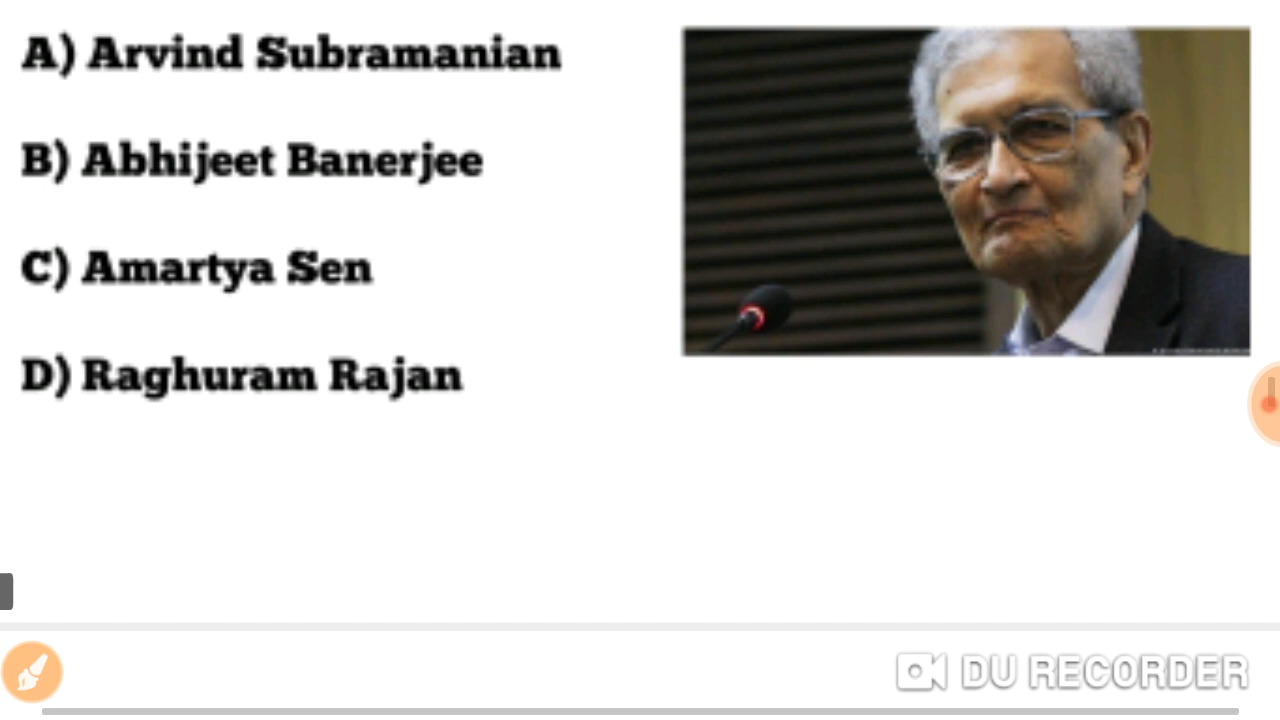 A) Arvind Subramanian
B) Abhijeet Banerjee
C) Amartya Sen
D) Raghuram Rajan
DU RECORDER